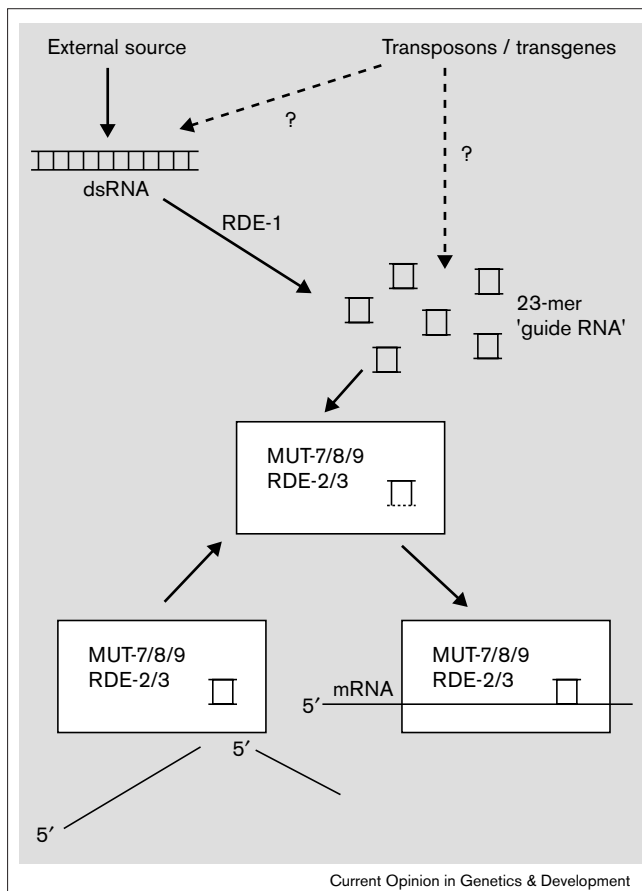 External source
Transposons / transgenes
?
?
dsRNA
RDE-1
23-mer
'guide RNA'
MUT-7/8/9
RDE-2/3
MUT-7/8/9
RDE-2/3
MUT-7/8/9
RDE-2/3
mRNA
5′
5′
5′
Current Opinion in Genetics & Development